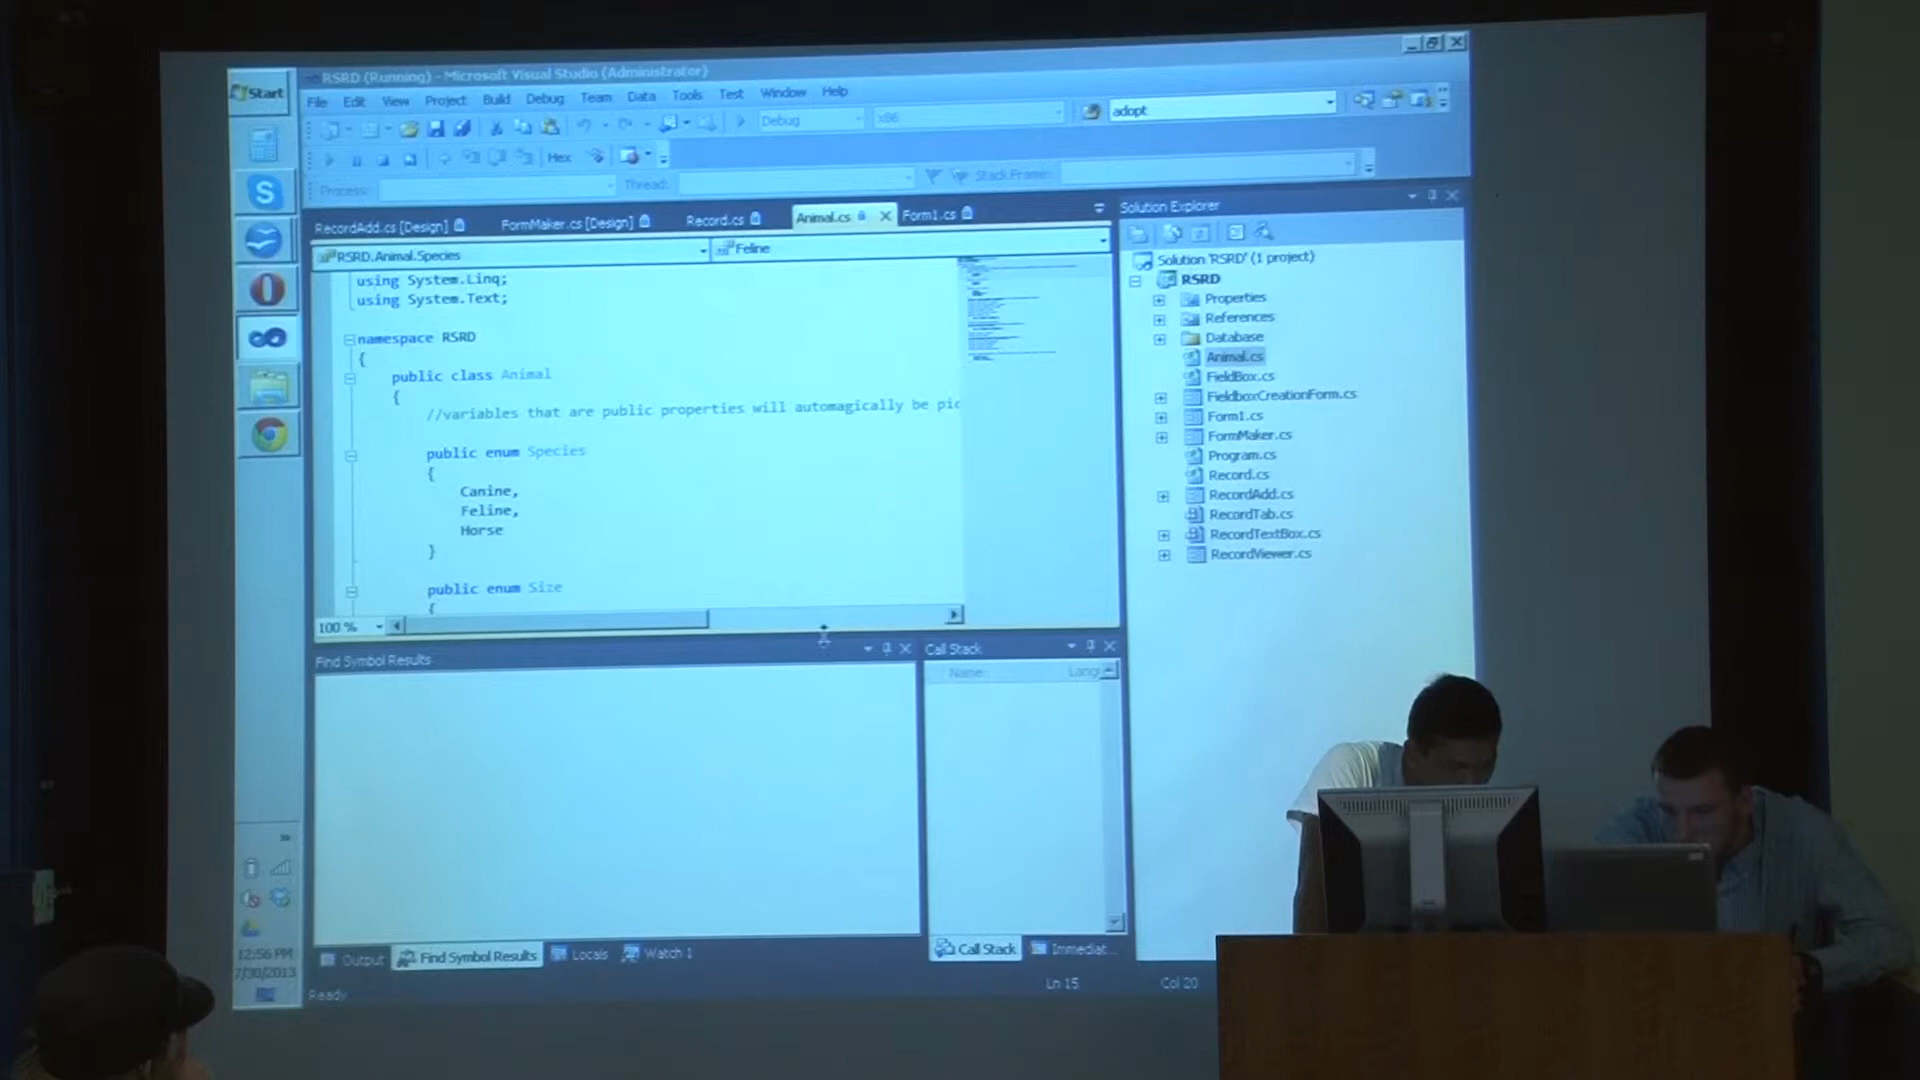 Start
RSRD (Running) - Microsoft Visual Studio (Administrator)
File Edit View Project Build Debug Team Data Tools Test Window Help
Debug x86 adopt
Hex
Process: Thread: Stack Frame:
RecordAdd.cs [Design] FormMaker.cs [Design] Record.cs Animal.cs Form1.cs
RSRD.Animal.Species Feline
using System.Linq;
using System.Text;
namespace RSRD
{
public class Animal
{
//variables that are public properties will automagically be pic
public enum Species
{
Canine,
Feline,
Horse
}
public enum Size
{
100 %
Solution Explorer
Solution 'RSRD' (1 project)
RSRD
Properties
References
Database
Animal.cs
FieldBox.cs
FieldboxCreationForm.cs
Form1.cs
FormMaker.cs
Program.cs
Record.cs
RecordAdd.cs
RecordTab.cs
RecordTextBox.cs
RecordViewer.cs
Find Symbol Results
Call Stack
Name Lang
Output Find Symbol Results Locals Watch 1
Call Stack Immediat...
Ready Ln 15 Col 20
12:56 PM
7/30/2013